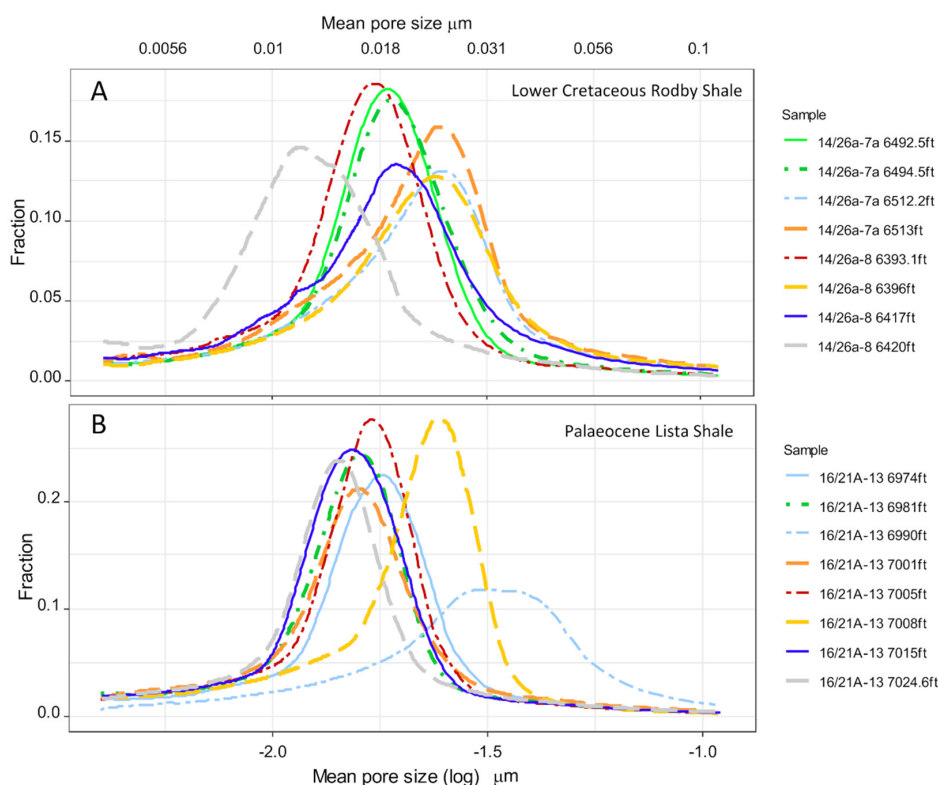 Mean pore size μm
0.0056 0.01 0.018 0.031 0.056 0.1
A
Lower Cretaceous Rodby Shale
Fraction
0.15
0.10
0.05
0.00
Sample
14/26a-7a 6492.5ft
14/26a-7a 6494.5ft
14/26a-7a 6512.2ft
14/26a-7a 6513ft
14/26a-8 6393.1ft
14/26a-8 6396ft
14/26a-8 6417ft
14/26a-8 6420ft
B
Palaeocene Lista Shale
Fraction
0.2
0.1
0.0
Sample
16/21A-13 6974ft
16/21A-13 6981ft
16/21A-13 6990ft
16/21A-13 7001ft
16/21A-13 7005ft
16/21A-13 7008ft
16/21A-13 7015ft
16/21A-13 7024.6ft
-2.0 -1.5 -1.0
Mean pore size (log) μm